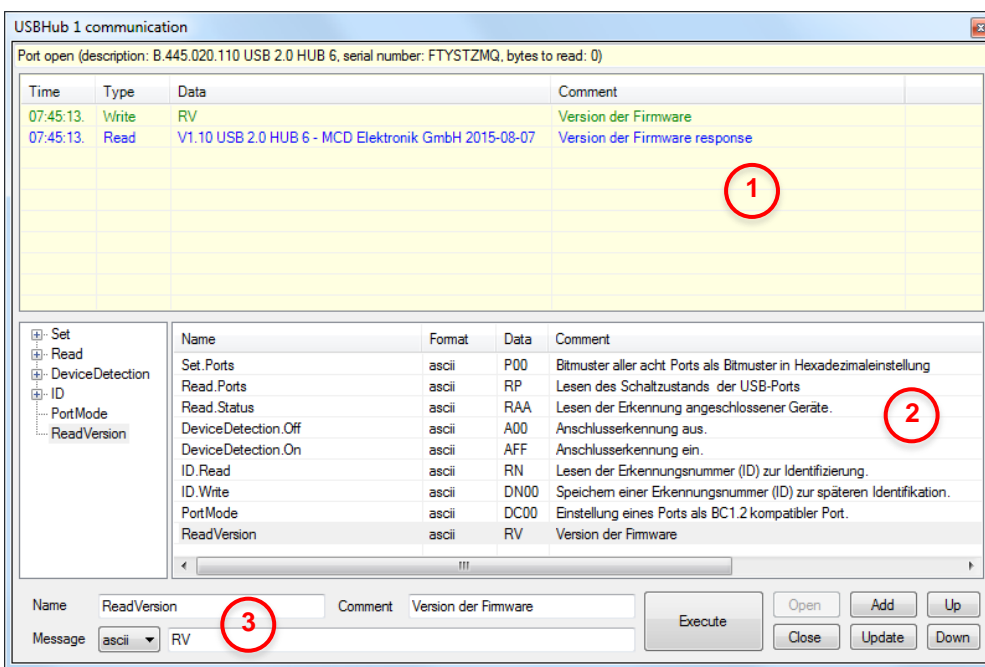 USBHub 1 communication
Port open (description: B.445.020.110 USB 2.0 HUB 6, serial number: FTYSTZMQ, bytes to read: 0)
Time Type Data Comment
07:45:13. Write RV Version der Firmware
07:45:13. Read V1.10 USB 2.0 HUB 6 - MCD Elektronik GmbH 2015-08-07 Version der Firmware response
1
Set
Read
DeviceDetection
ID
PortMode
ReadVersion
Name Format Data Comment
Set.Ports ascii P00 Bitmuster aller acht Ports als Bitmuster in Hexadezimaleinstellung
Read.Ports ascii RP Lesen des Schaltzustands der USB-Ports
Read.Status ascii RAA Lesen der Erkennung angeschlossener Geräte.
DeviceDetection.Off ascii A00 Anschlusserkennung aus.
DeviceDetection.On ascii AFF Anschlusserkennung ein.
ID.Read ascii RN Lesen der Erkennungsnummer (ID) zur Identifizierung.
ID.Write ascii DN00 Speichern einer Erkennungsnummer (ID) zur späteren Identifikation.
PortMode ascii DC00 Einstellung eines Ports als BC1.2 kompatibler Port.
ReadVersion ascii RV Version der Firmware
2
Name ReadVersion Comment Version der Firmware
Message ascii RV
3
Execute
Open Add Up
Close Update Down